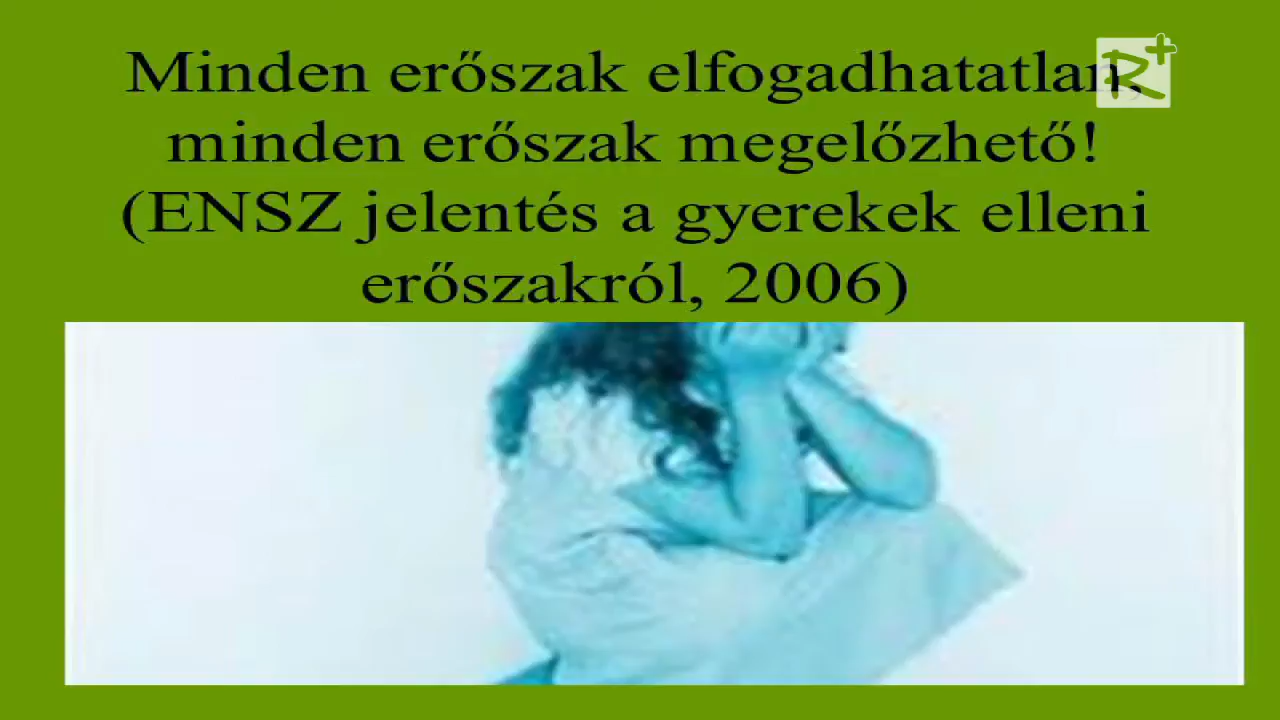 Minden erőszak elfogadhatatlan,
minden erőszak megelőzhető!
(ENSZ jelentés a gyerekek elleni
erőszakról, 2006)
R+